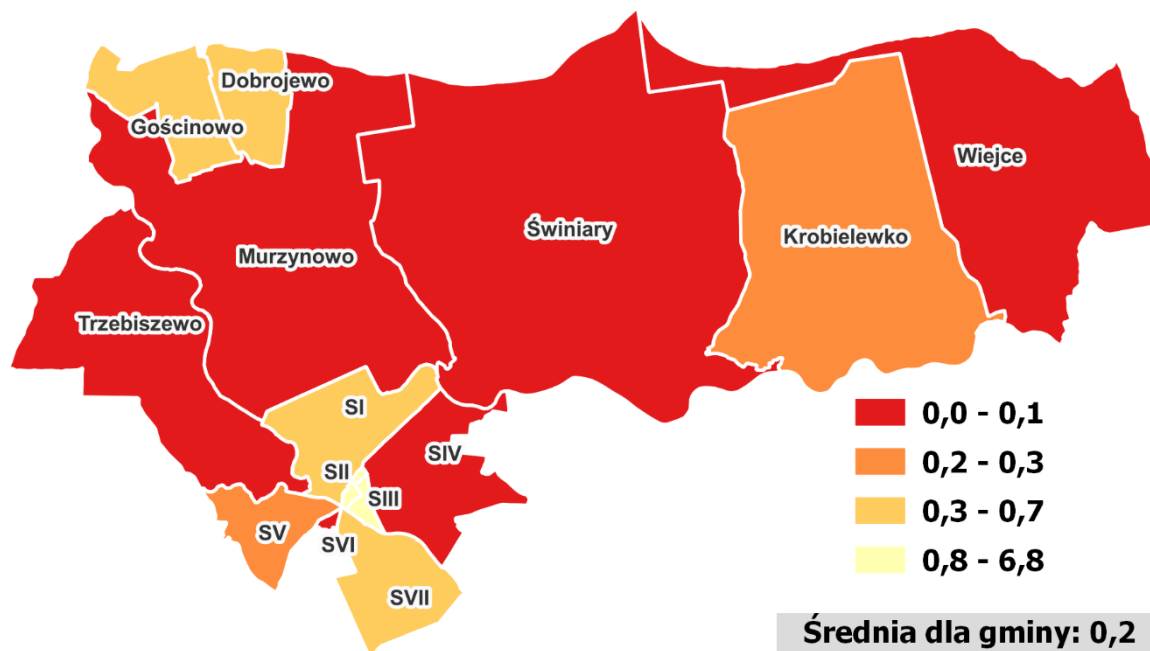 Dobrojewo
Gościnowo
Wiejce
Świniary
Krobielewko
Murzynowo
Trzebiszewo
SI
SIV
SII
SIII
SV
SVI
SVII
0,0 - 0,1
0,2 - 0,3
0,3 - 0,7
0,8 - 6,8
Średnia dla gminy: 0,2